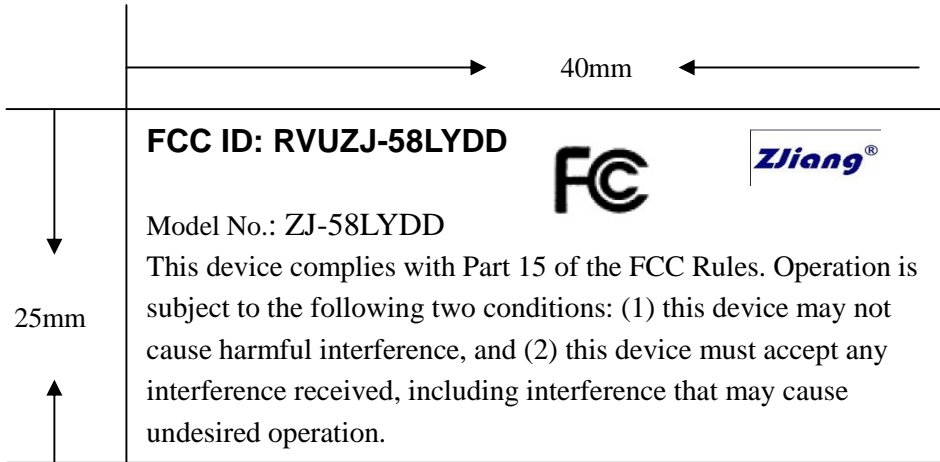 40mm
FCC ID: RVUZJ-58LYDD
FC
ZJiang®
Model No.: ZJ-58LYDD
This device complies with Part 15 of the FCC Rules. Operation is
25mm
subject to the following two conditions: (1) this device may not
cause harmful interference, and (2) this device must accept any
interference received, including interference that may cause
undesired operation.